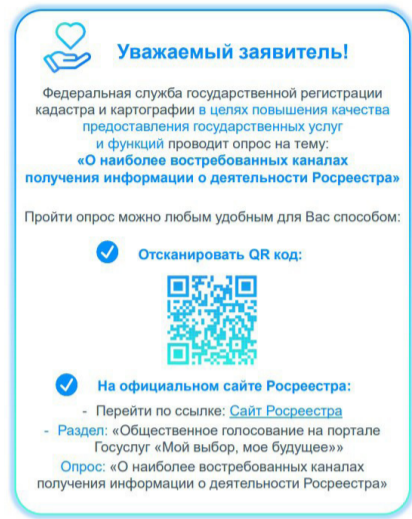 Уважаемый заявитель!
Федеральная служба государственной регистрации
кадастра и картографии в целях повышения качества
предоставления государственных услуг
и функций проводит опрос на тему:
«О наиболее востребованных каналах
получения информации о деятельности Росреестра»
Пройти опрос можно любым удобным для Вас способом:
Отсканировать QR код:
На официальном сайте Росреестра:
- Перейти по ссылке: Сайт Росреестра
- Раздел: «Общественное голосование на портале
Госуслуг «Мой выбор, мое будущее»»
Опрос: «О наиболее востребованных каналах
получения информации о деятельности Росреестра»